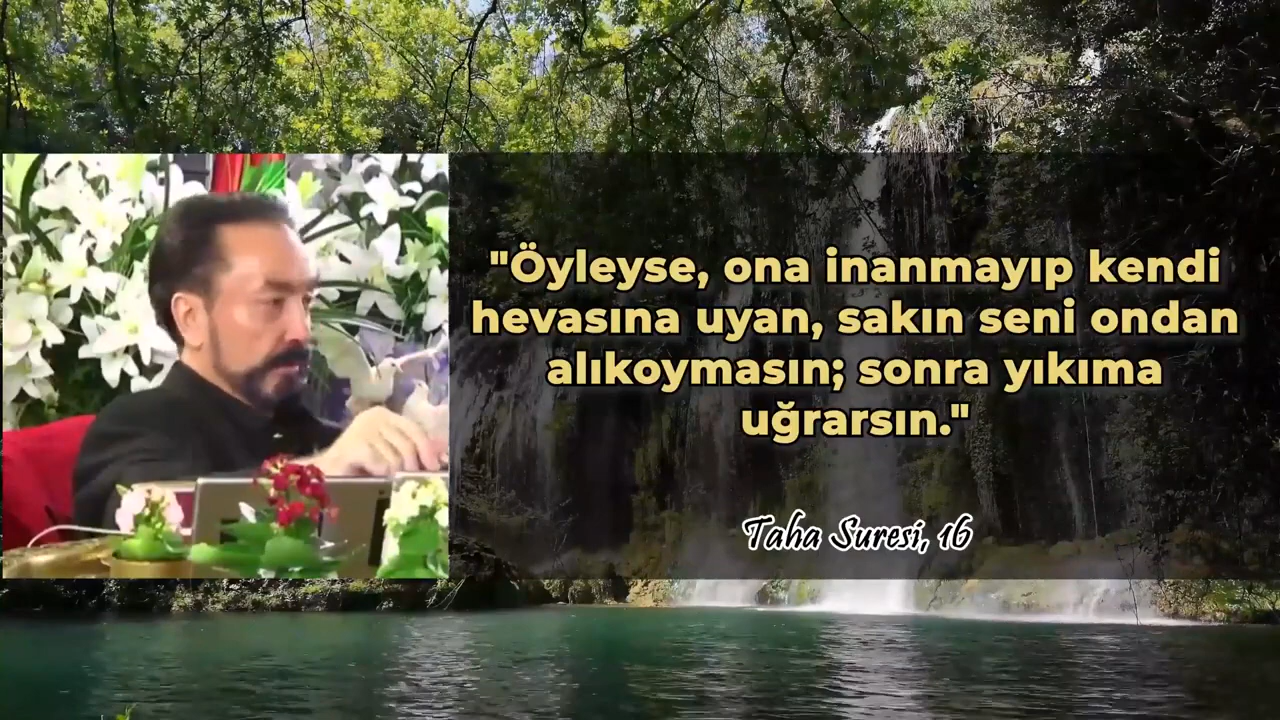 "Öyleyse, ona inanmayıp kendi
hevasına uyan, sakın seni ondan
alıkoymasın; sonra yıkıma
uğrarsın."
Taha Suresi, 16